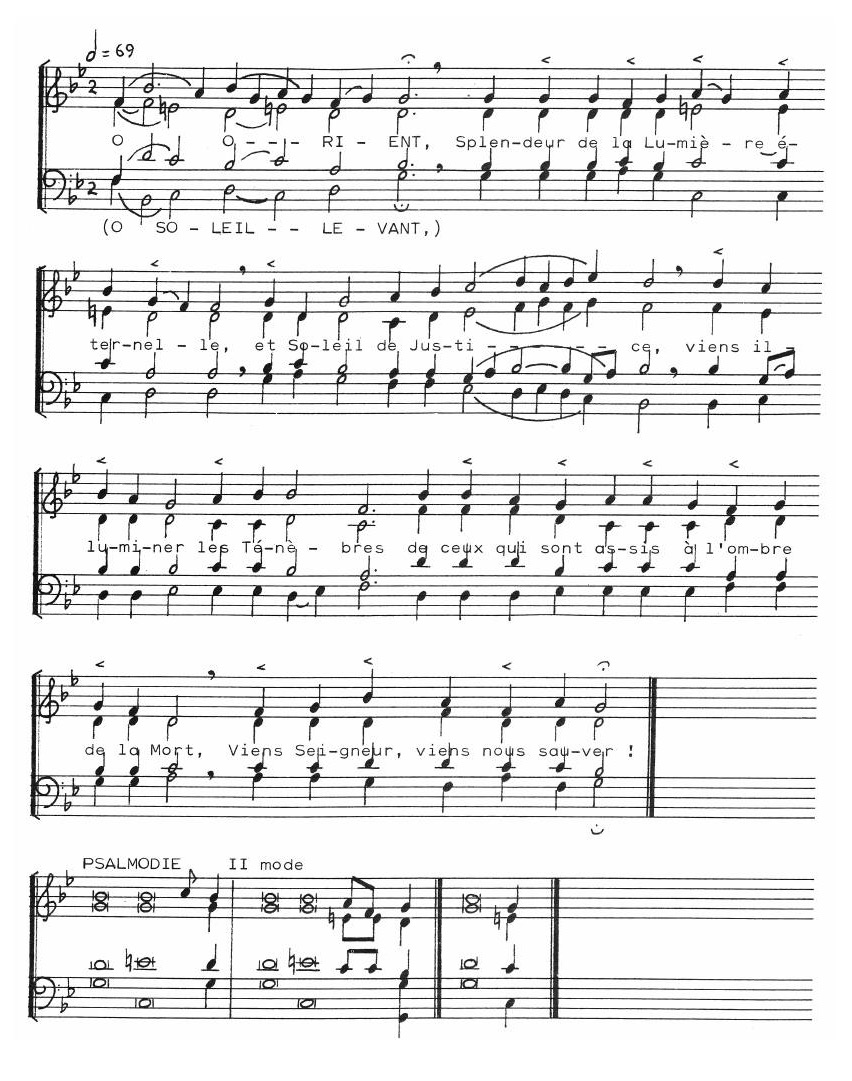 𝅗𝅥 = 69
O O - - - RI - ENT, Splen-deur de la Lu-miè - re é-
(O SO - LEIL - - LE - VANT,)
ter-nel - le, et So-leil de Jus-ti - - - - - - ce, viens il -
lu-mi-ner les Té-nè - bres de ceux qui sont as-sis à l'om-bre
de la Mort, Viens Sei-gneur, viens nous sau-ver !
PSALMODIE II mode